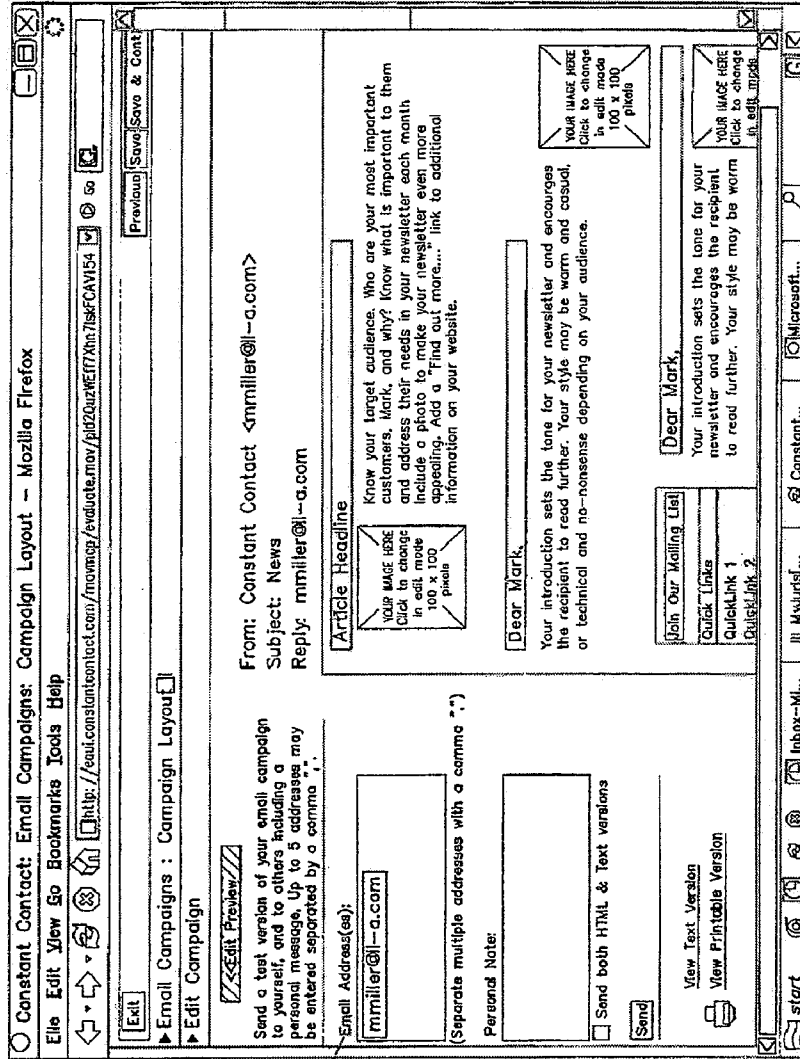 Constant Contact: Email Campaigns: Campaign Layout – Mozilla Firefox
File Edit View Go Bookmarks Tools Help
Go
Exit
Previous Save Save & Cont
Email Campaigns : Campaign Layout
Edit Campaign
<<Edit Preview
Send a test version of your email campaign
to yourself, and to others including a
personal message. Up to 5 addresses may
be entered separated by a comma ",".
Email Address(es):
mmiller@ll–a.com
(Separate multiple addresses with a comma ",")
Personal Note:
Send both HTML & Text versions
Send
View Text Version
View Printable Version
From: Constant Contact <mmiller@ll–a.com>
Subject: News
Reply: mmiller@ll–a.com
Article Headline
YOUR IMAGE HERE
Click to change
in edit mode
100 x 100
pixels
Know your target audience. Who are your most important
customers, Mark, and why? Know what is important to them
and address their needs in your newsletter each month
Include a photo to make your newsletter even more
appealing. Add a "Find out more...." link to additional
information on your website.
Dear Mark,
Your introduction sets the tone for your newsletter and encourges
the recipient to read further. Your style may be warm and casual,
or technical and no–nonsense depending on your audience.
YOUR IMAGE HERE
Click to change
in edit mode
100 x 100
pixels
Join Our Mailing List
Quick Links
QuickLink 1
QuickLink 2
Dear Mark,
Your introduction sets the tone for your
newsletter and encourages the recipient
to read further. Your style may be warm
YOUR IMAGE HERE
Click to change
in edit mode
start
Inbox–Mi...
Constant...
Microsoft...